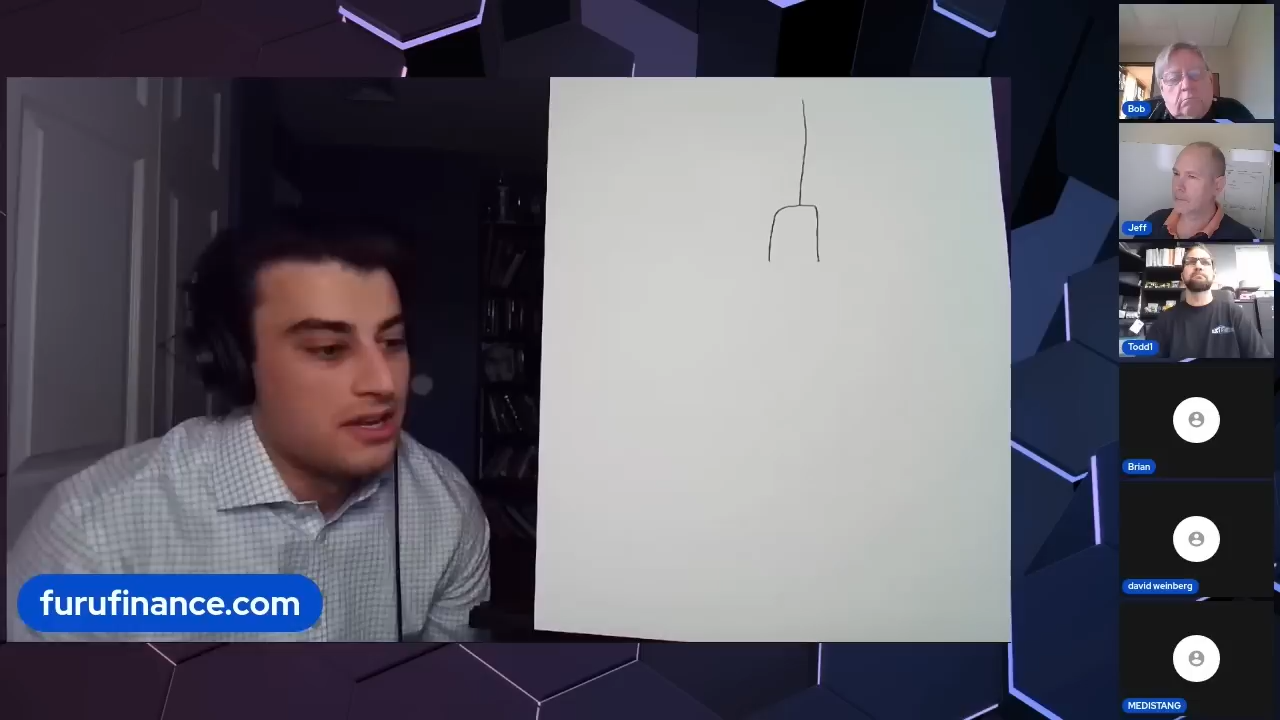 furufinance.com
Bob
Jeff
Todd1
Brian
david weinberg
MEDISTANG